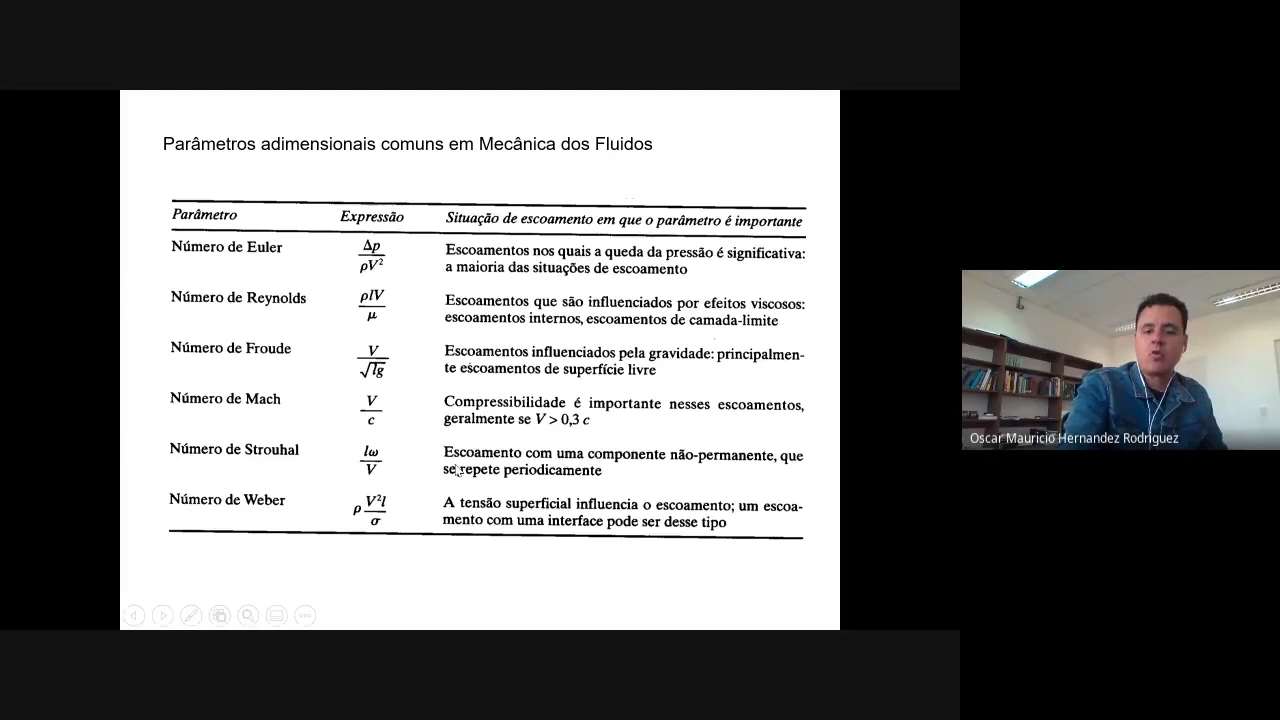 Parâmetros adimensionais comuns em Mecânica dos Fluidos
Parâmetro Expressão Situação de escoamento em que o parâmetro é importante
Número de Euler Δp/ρV² Escoamentos nos quais a queda da pressão é significativa:
a maioria das situações de escoamento
Número de Reynolds ρlV/μ Escoamentos que são influenciados por efeitos viscosos:
escoamentos internos, escoamentos de camada-limite
Número de Froude V/√lg Escoamentos influenciados pela gravidade: principalmen-
te escoamentos de superfície livre
Número de Mach V/c Compressibilidade é importante nesses escoamentos,
geralmente se V > 0,3 c
Número de Strouhal lω/V Escoamento com uma componente não-permanente, que
se repete periodicamente
Número de Weber ρ V²l/σ A tensão superficial influencia o escoamento; um escoa-
mento com uma interface pode ser desse tipo
Oscar Mauricio Hernandez Rodriguez